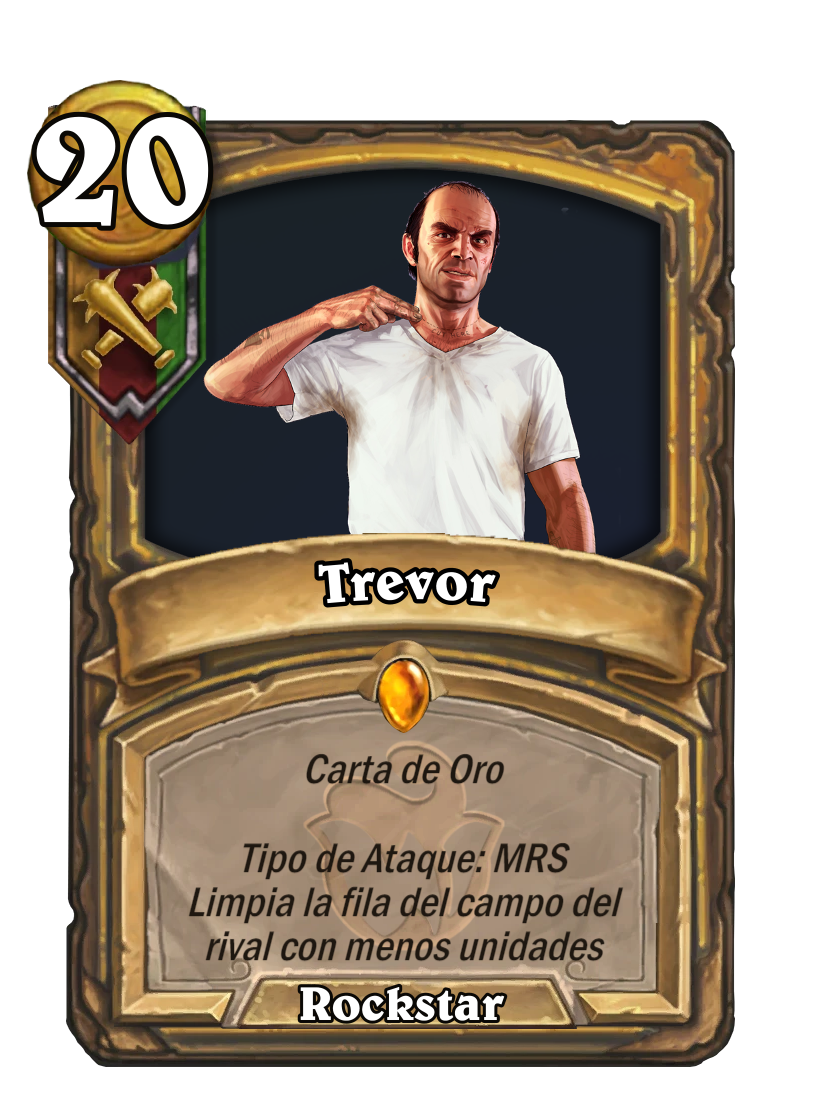 20
Trevor
Carta de Oro
Tipo de Ataque: MRS
Limpia la fila del campo del
rival con menos unidades
Rockstar